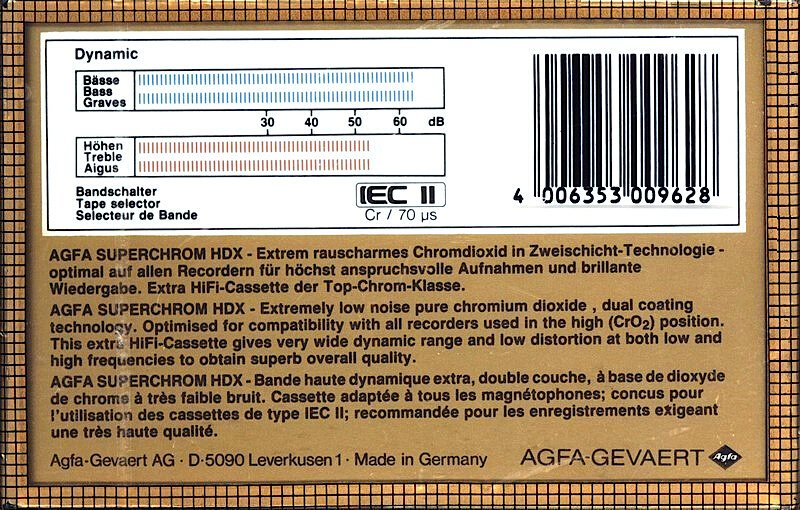 Dynamic
Bässe
Bass
Graves
30 40 50 60 dB
Höhen
Treble
Aigus
Bandschalter
Tape selector
Selecteur de Bande
IEC II
Cr / 70 µs
4 006353 009628
AGFA SUPERCHROM HDX - Extrem rauscharmes Chromdioxid in Zweischicht-Technologie -
optimal auf allen Recordern für höchst anspruchsvolle Aufnahmen und brillante
Wiedergabe. Extra HiFi-Cassette der Top-Chrom-Klasse.
AGFA SUPERCHROM HDX - Extremely low noise pure chromium dioxide , dual coating
technology. Optimised for compatibility with all recorders used in the high (CrO2) position.
This extra HiFi-Cassette gives very wide dynamic range and low distortion at both low and
high frequencies to obtain superb overall quality.
AGFA SUPERCHROM HDX - Bande haute dynamique extra, double couche, à base de dioxyde
de chrome à très faible bruit. Cassette adaptée à tous les magnétophones; concus pour
l'utilisation des cassettes de type IEC II; recommandée pour les enregistrements exigeant
une très haute qualité.
Agfa-Gevaert AG · D-5090 Leverkusen 1 · Made in Germany
AGFA-GEVAERT Agfa